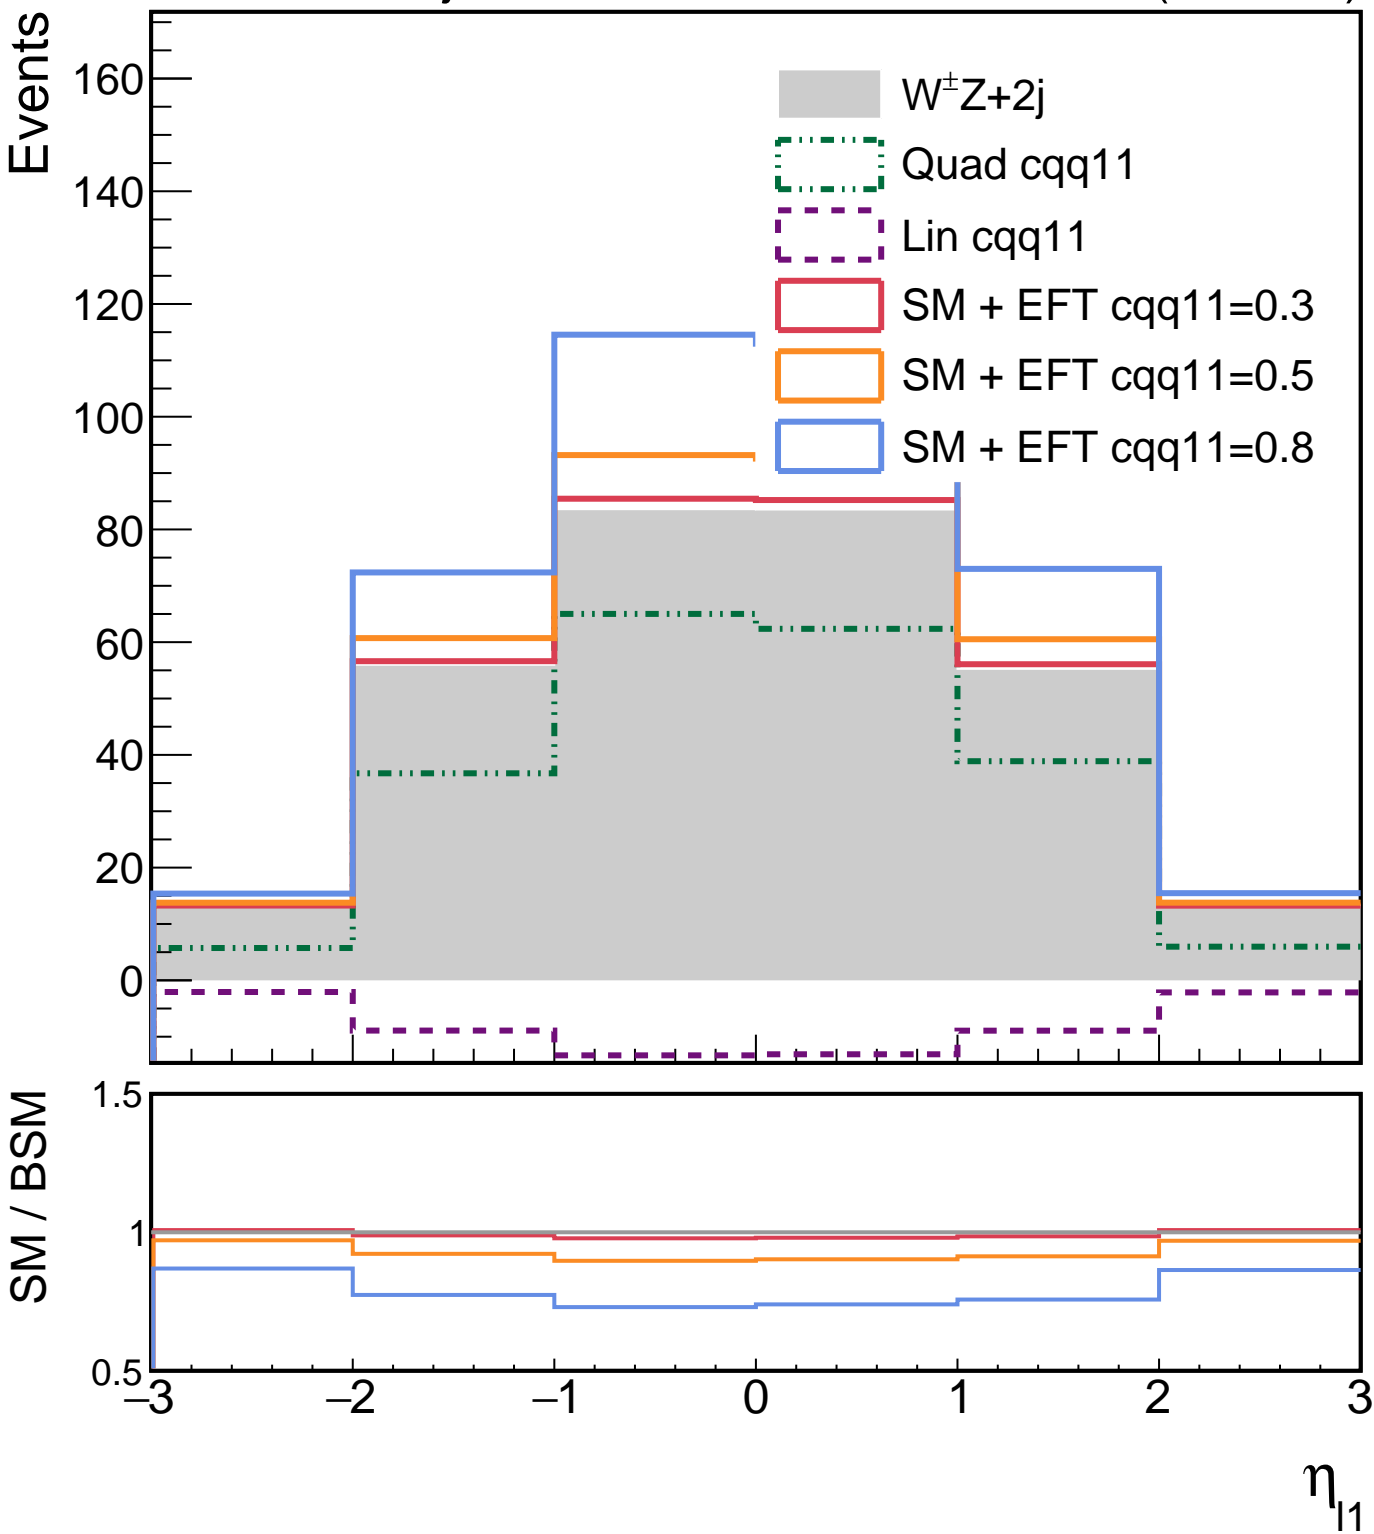 Events
160
140
120
100
80
60
40
20
0
W±Z+2j
Quad cqq11
Lin cqq11
SM + EFT cqq11=0.3
SM + EFT cqq11=0.5
SM + EFT cqq11=0.8
SM / BSM
1.5
1
0.5
−3 −2 −1 0 1 2 3
ηl1